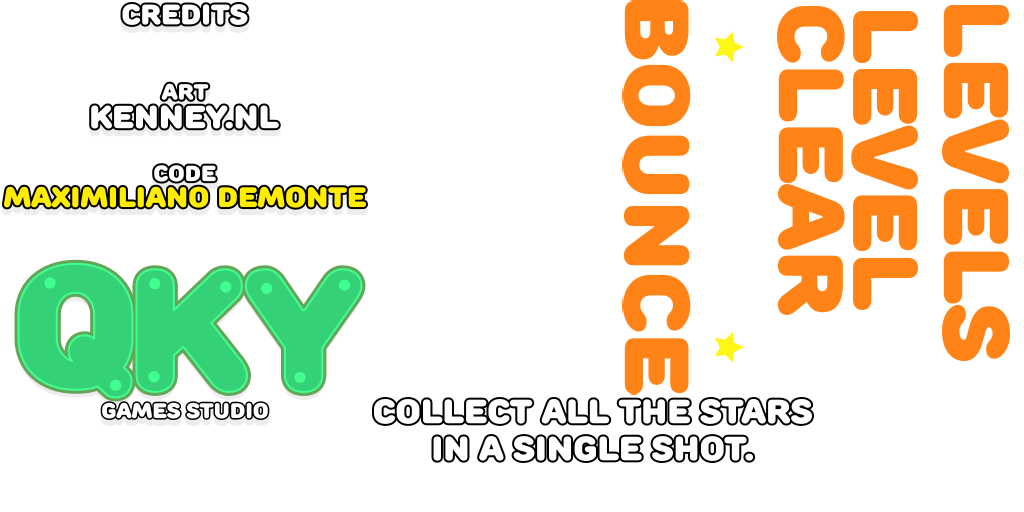 CREDITS
ART
KENNEY.NL
CODE
MAXIMILIANO DEMONTE
QKY
GAMES STUDIO
BOUNCE
LEVEL
CLEAR
LEVELS
COLLECT ALL THE STARS
IN A SINGLE SHOT.